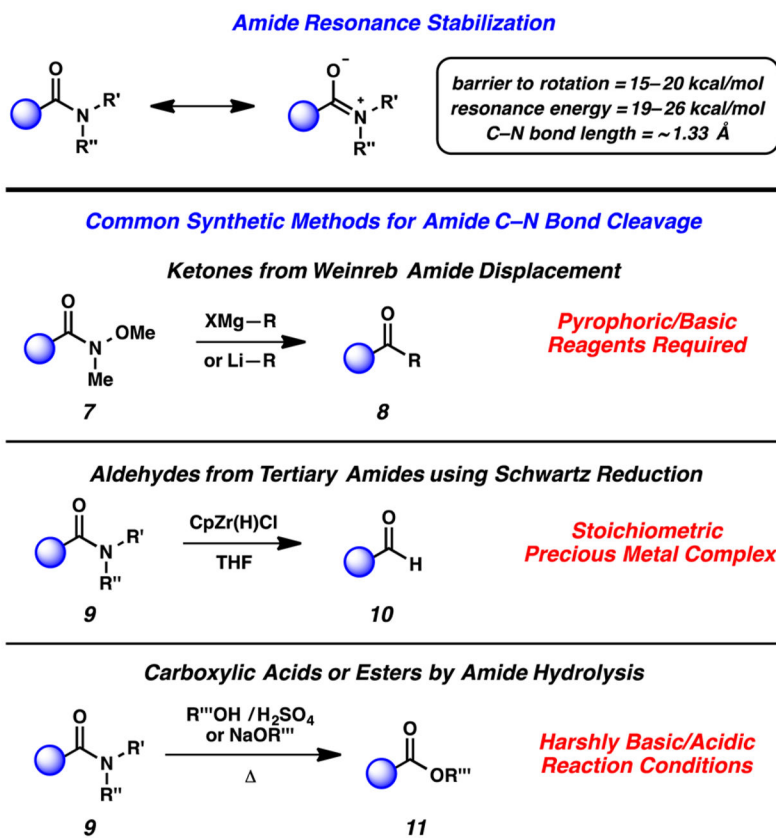 Amide Resonance Stabilization
O
N
R'
R"
O⁻
N⁺
R'
R"
barrier to rotation = 15–20 kcal/mol
resonance energy = 19–26 kcal/mol
C–N bond length = ~1.33 Å
Common Synthetic Methods for Amide C–N Bond Cleavage
Ketones from Weinreb Amide Displacement
O
N
OMe
Me
7
XMg–R
or Li–R
O
R
8
Pyrophoric/Basic
Reagents Required
Aldehydes from Tertiary Amides using Schwartz Reduction
O
N
R'
R"
9
CpZr(H)Cl
THF
O
H
10
Stoichiometric
Precious Metal Complex
Carboxylic Acids or Esters by Amide Hydrolysis
O
N
R'
R"
9
R'''OH /H₂SO₄
or NaOR'''
Δ
O
OR'''
11
Harshly Basic/Acidic
Reaction Conditions